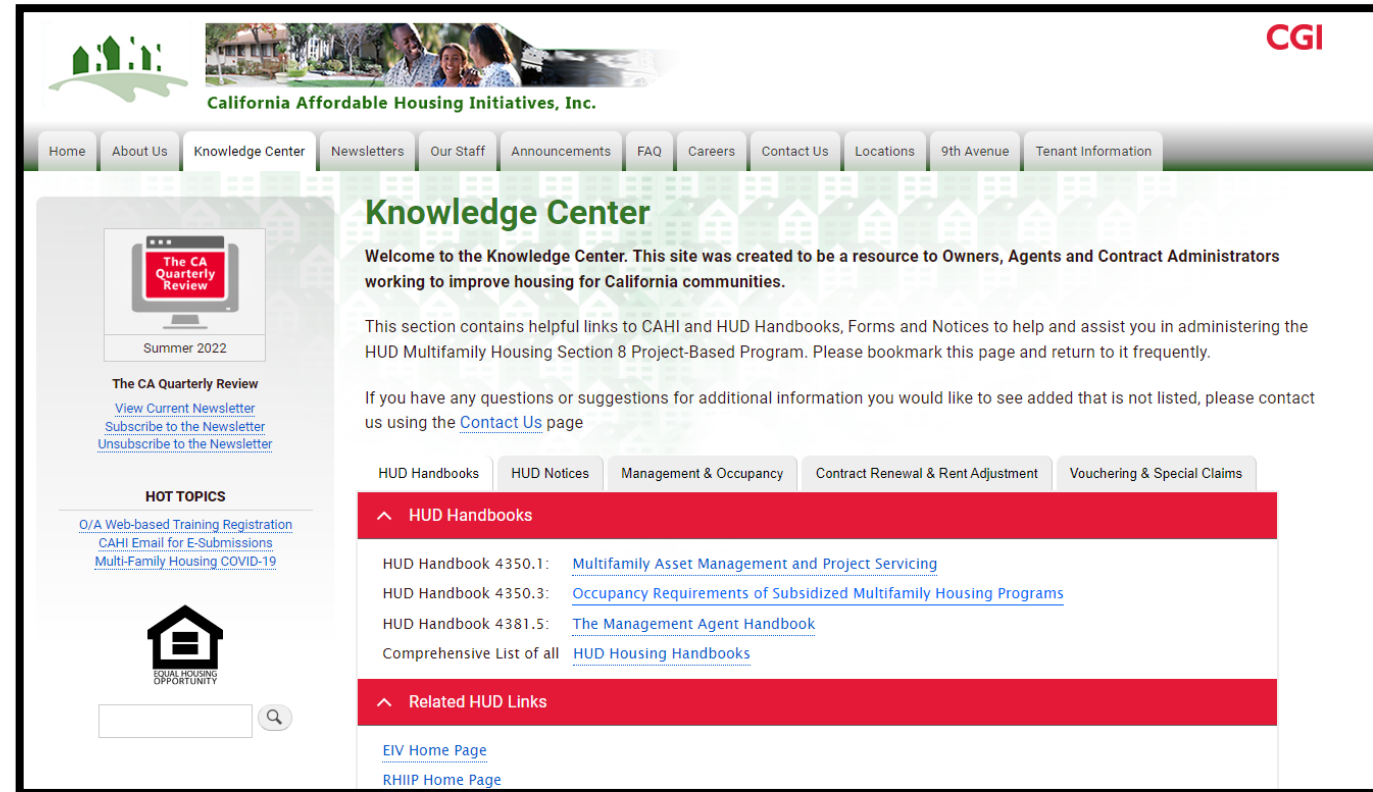 CGI
California Affordable Housing Initiatives, Inc.
Home About Us Knowledge Center Newsletters Our Staff Announcements FAQ Careers Contact Us Locations 9th Avenue Tenant Information
The CA
Quarterly
Review
Summer 2022
The CA Quarterly Review
View Current Newsletter
Subscribe to the Newsletter
Unsubscribe to the Newsletter
HOT TOPICS
O/A Web-based Training Registration
CAHI Email for E-Submissions
Multi-Family Housing COVID-19
EQUAL HOUSING
OPPORTUNITY
Knowledge Center
Welcome to the Knowledge Center. This site was created to be a resource to Owners, Agents and Contract Administrators
working to improve housing for California communities.
This section contains helpful links to CAHI and HUD Handbooks, Forms and Notices to help and assist you in administering the
HUD Multifamily Housing Section 8 Project-Based Program. Please bookmark this page and return to it frequently.
If you have any questions or suggestions for additional information you would like to see added that is not listed, please contact
us using the Contact Us page
HUD Handbooks HUD Notices Management & Occupancy Contract Renewal & Rent Adjustment Vouchering & Special Claims
HUD Handbooks
HUD Handbook 4350.1: Multifamily Asset Management and Project Servicing
HUD Handbook 4350.3: Occupancy Requirements of Subsidized Multifamily Housing Programs
HUD Handbook 4381.5: The Management Agent Handbook
Comprehensive List of all HUD Housing Handbooks
Related HUD Links
EIV Home Page
RHIIP Home Page